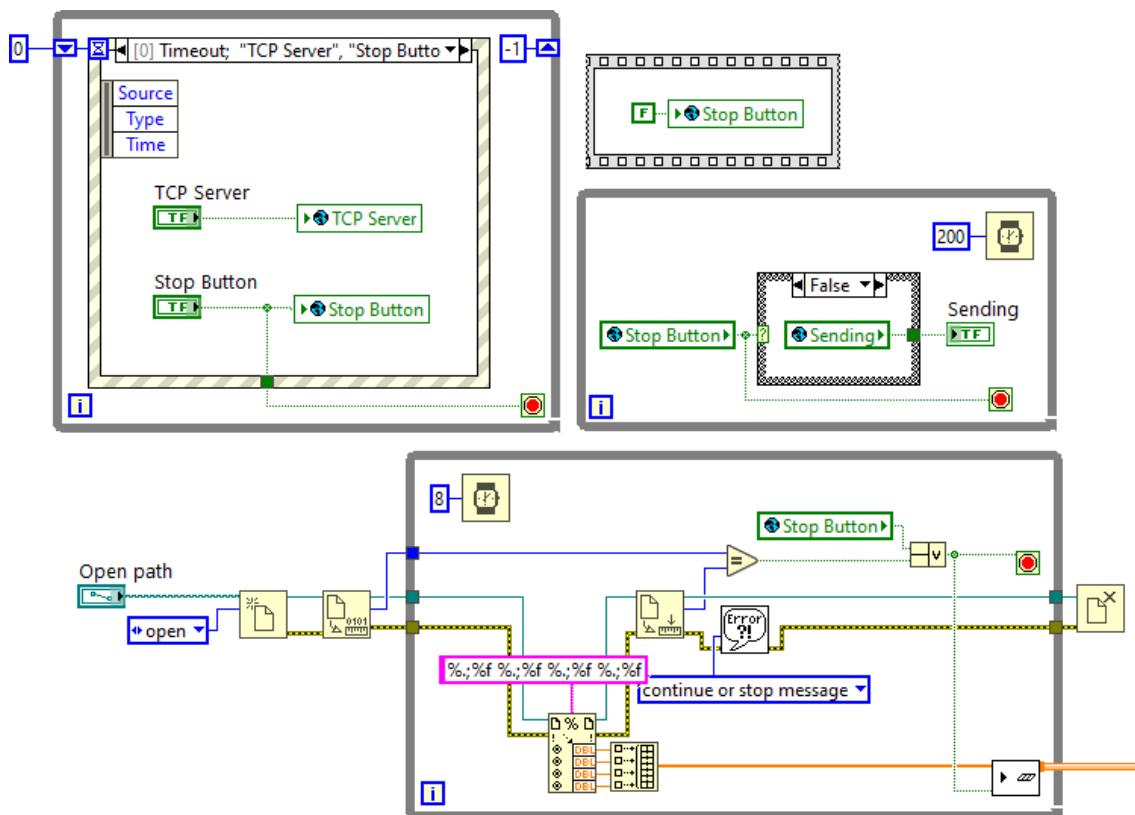 0
[0] Timeout; "TCP Server", "Stop Butto
-1
Source
Type
Time
TCP Server
TF
TCP Server
Stop Button
TF
Stop Button
i
F
Stop Button
200
False
Stop Button
?
Sending
Sending
TF
i
8
Stop Button
Open path
= 
v
open
0101
Error
?!
%.;%f %.;%f %.;%f %.;%f
continue or stop message
%
DBL
DBL
DBL
DBL
i